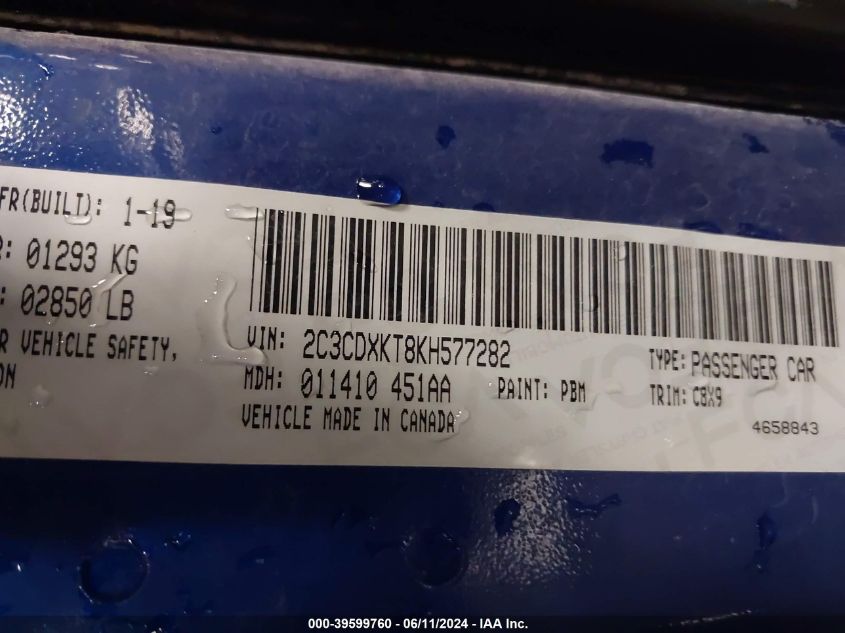 FR(BUILT): 1-19
: 01293 KG
: 02850 LB
VEHICLE SAFETY,
ON
VIN: 2C3CDXKT8KH577282
TYPE: PASSENGER CAR
MDH: 011410 451AA
PAINT: PBM
TRIM: C8X9
VEHICLE MADE IN CANADA
4658843
000-39599760 - 06/11/2024 - IAA Inc.